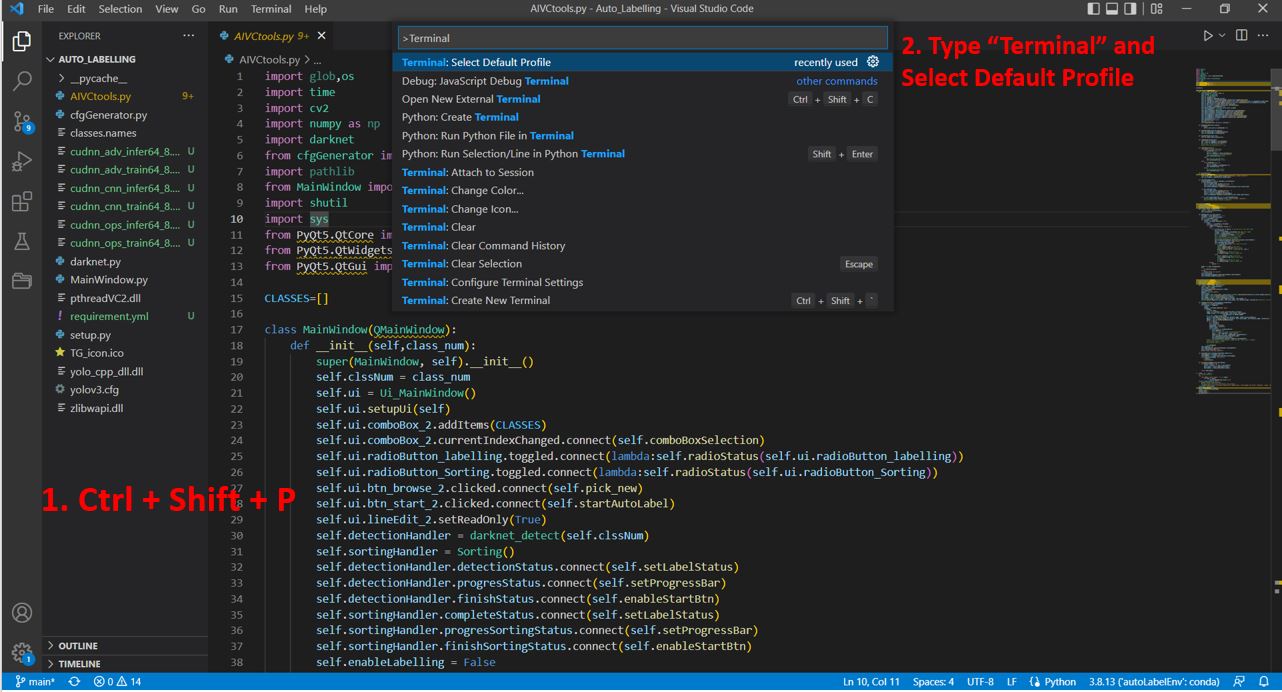 File Edit Selection View Go Run Terminal Help
AIVCtools.py - Auto_Labelling - Visual Studio Code
EXPLORER
AUTO_LABELLING
__pycache__
AIVCtools.py 9+
cfgGenerator.py
classes.names
cudnn_adv_infer64_8.... U
cudnn_adv_train64_8.... U
cudnn_cnn_infer64_8.... U
cudnn_cnn_train64_8.... U
cudnn_ops_infer64_8.... U
cudnn_ops_train64_8.... U
darknet.py
MainWindow.py
pthreadVC2.dll
requirement.yml U
setup.py
TG_icon.ico
yolo_cpp_dll.dll
yolov3.cfg
zlibwapi.dll
OUTLINE
TIMELINE
9
1
AIVCtools.py 9+
AIVCtools.py > ...
>Terminal
Terminal: Select Default Profile recently used
Debug: JavaScript Debug Terminal other commands
Open New External Terminal Ctrl + Shift + C
Python: Create Terminal
Python: Run Python File in Terminal
Python: Run Selection/Line in Python Terminal Shift + Enter
Terminal: Attach to Session
Terminal: Change Color...
Terminal: Change Icon...
Terminal: Clear
Terminal: Clear Command History
Terminal: Clear Selection Escape
Terminal: Configure Terminal Settings
Terminal: Create New Terminal Ctrl + Shift + `
2. Type “Terminal” and
Select Default Profile
1. Ctrl + Shift + P
1 import glob,os
2 import time
3 import cv2
4 import numpy as np
5 import darknet
6 from cfgGenerator im
7 import pathlib
8 from MainWindow impo
9 import shutil
10 import sys
11 from PyQt5.QtCore im
12 from PyQt5.QtWidgets
13 from PyQt5.QtGui imp
14
15 CLASSES=[]
16
17 class MainWindow(QMainWindow):
18 def __init__(self,class_num):
19 super(MainWindow, self).__init__()
20 self.clssNum = class_num
21 self.ui = Ui_MainWindow()
22 self.ui.setupUi(self)
23 self.ui.comboBox_2.addItems(CLASSES)
24 self.ui.comboBox_2.currentIndexChanged.connect(self.comboBoxSelection)
25 self.ui.radioButton_labelling.toggled.connect(lambda:self.radioStatus(self.ui.radioButton_labelling))
26 self.ui.radioButton_Sorting.toggled.connect(lambda:self.radioStatus(self.ui.radioButton_Sorting))
27 self.ui.btn_browse_2.clicked.connect(self.pick_new)
28 self.ui.btn_start_2.clicked.connect(self.startAutoLabel)
29 self.ui.lineEdit_2.setReadOnly(True)
30 self.detectionHandler = darknet_detect(self.clssNum)
31 self.sortingHandler = Sorting()
32 self.detectionHandler.detectionStatus.connect(self.setLabelStatus)
33 self.detectionHandler.progressStatus.connect(self.setProgressBar)
34 self.detectionHandler.finishStatus.connect(self.enableStartBtn)
35 self.sortingHandler.completeStatus.connect(self.setLabelStatus)
36 self.sortingHandler.progresSortingStatus.connect(self.setProgressBar)
37 self.sortingHandler.finishSortingStatus.connect(self.enableStartBtn)
38 self.enableLabelling = False
main* 0 14 Ln 10, Col 11 Spaces: 4 UTF-8 LF Python 3.8.13 ('autoLabelEnv': conda)